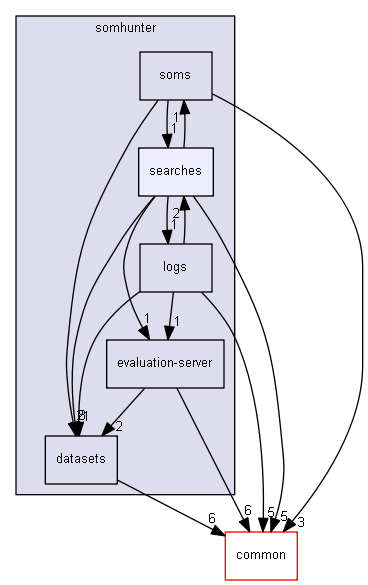 somhunter
soms
1
1
searches
2
1
logs
1
1
evaluation-server
2
datasets
6
6
5
5
3
common